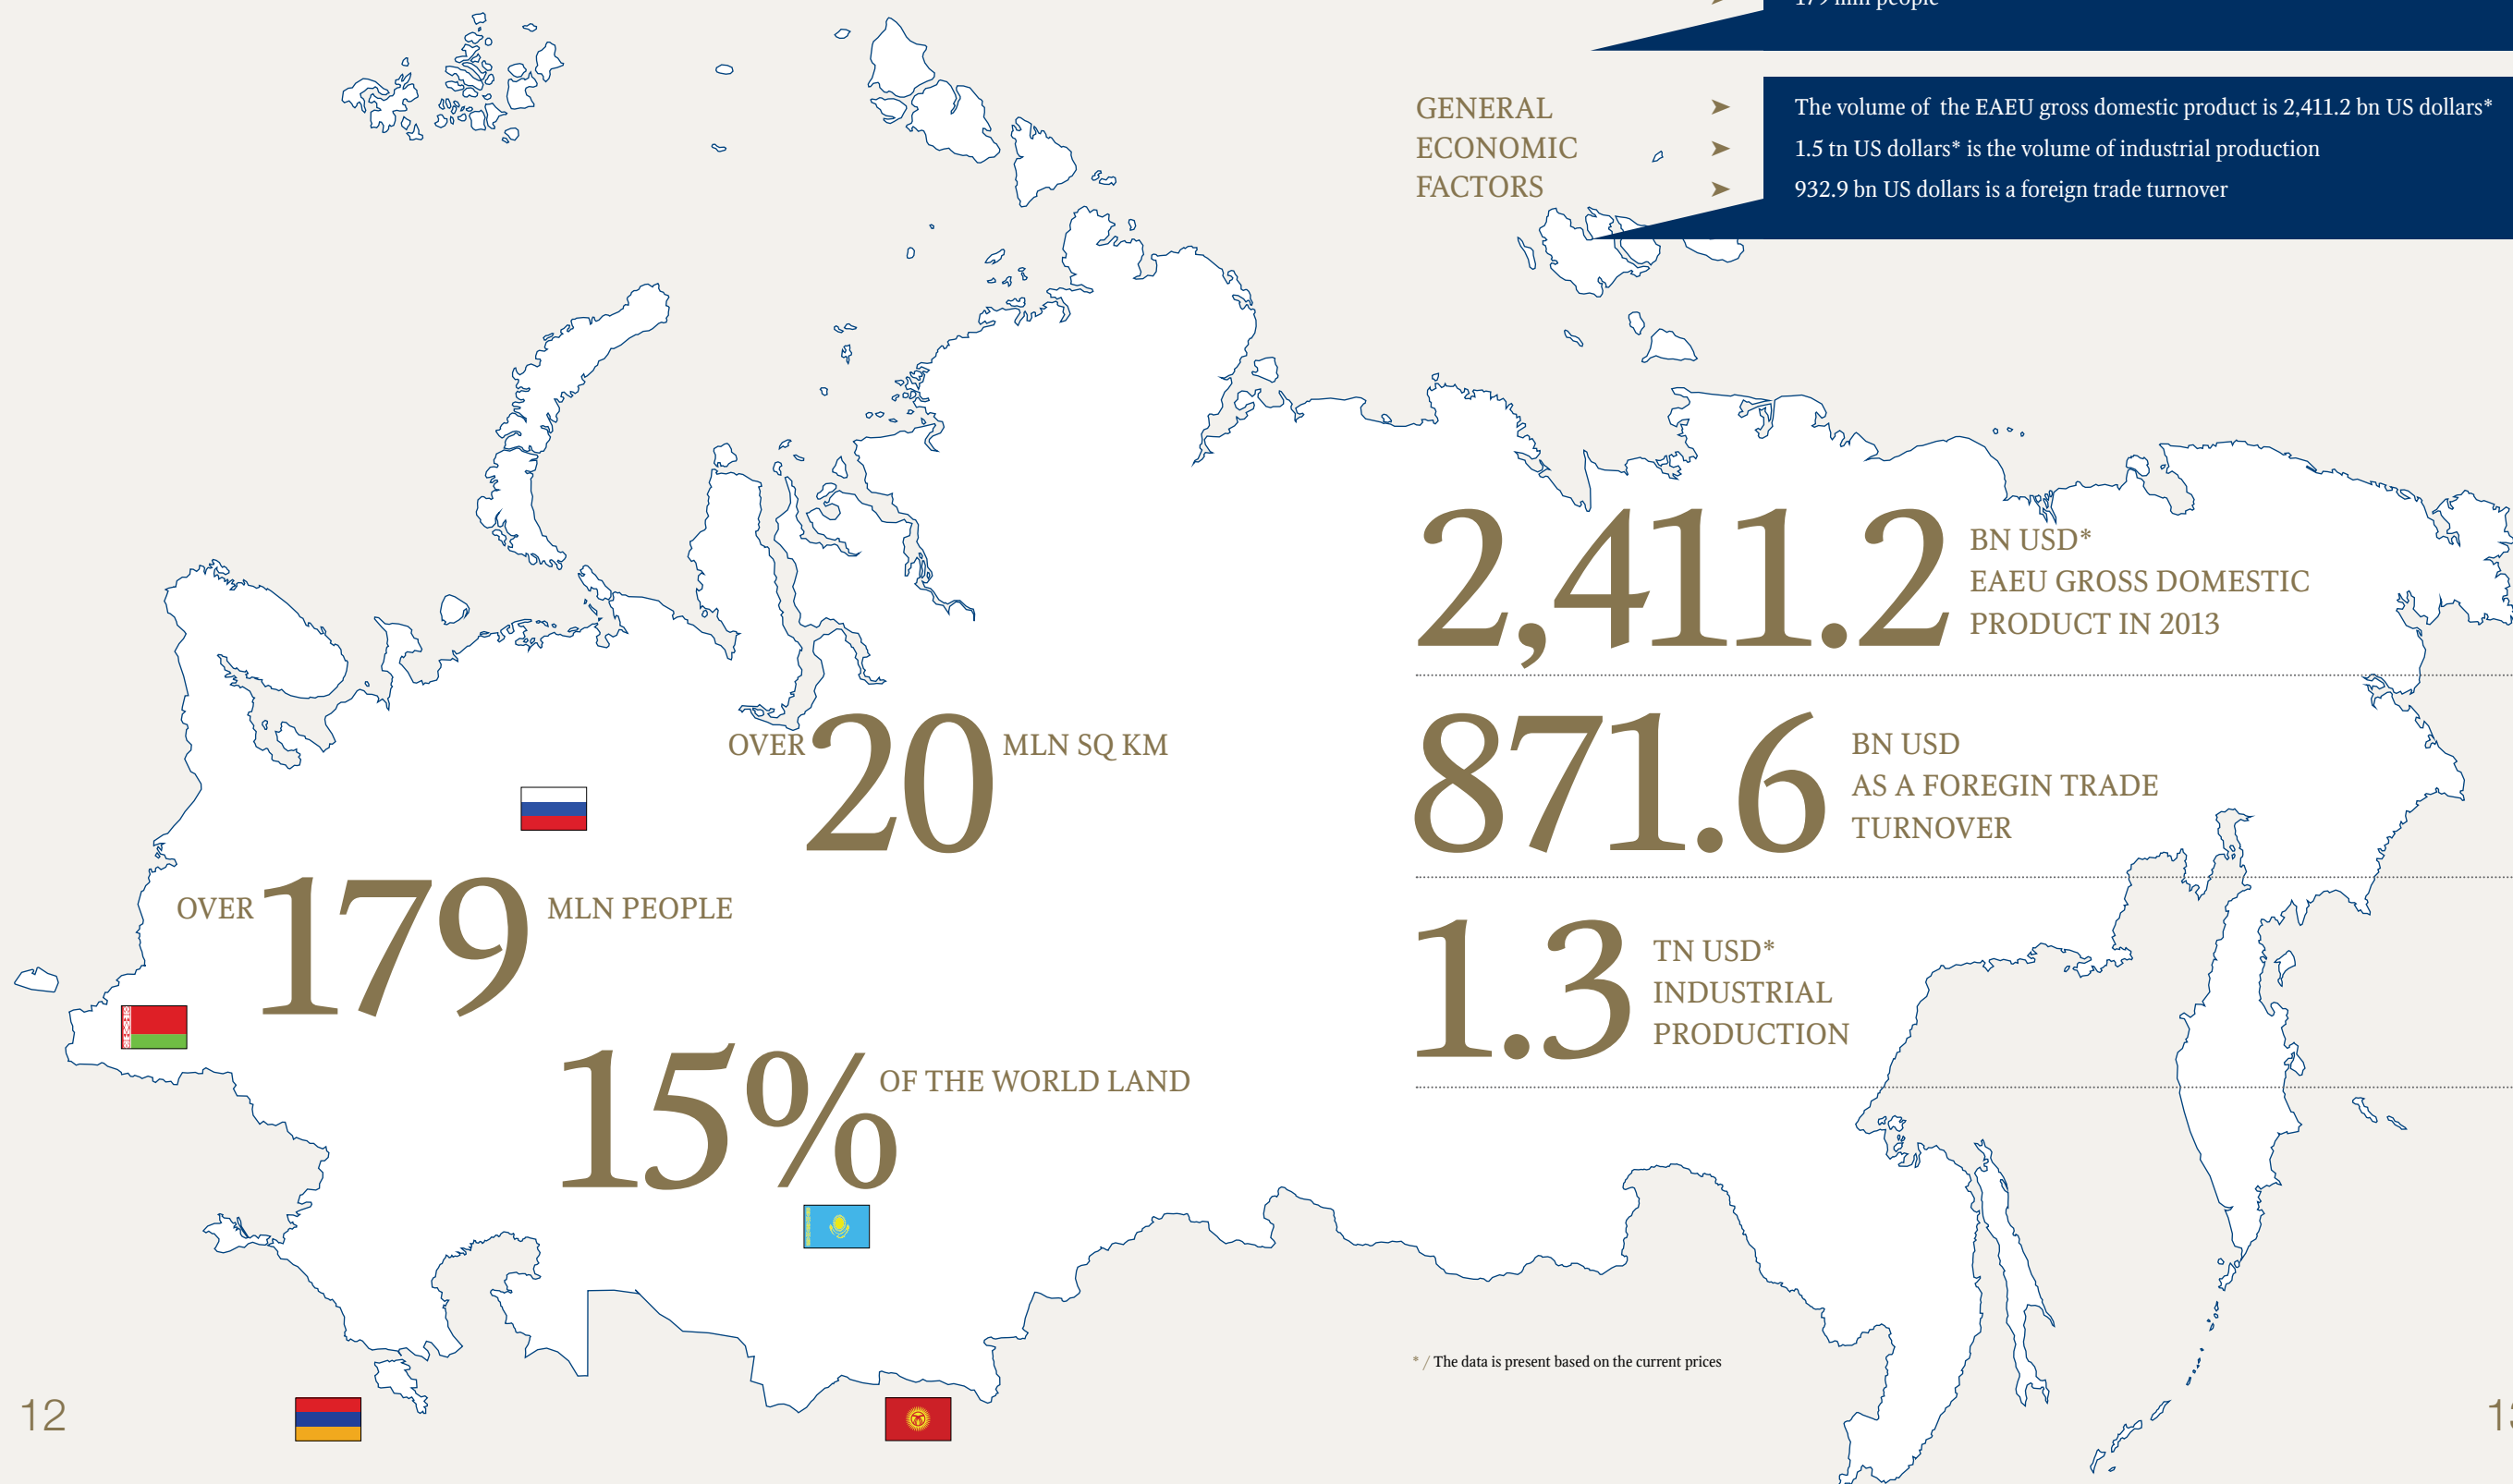 179 mln people
GENERAL
ECONOMIC
FACTORS
➤ The volume of the EAEU gross domestic product is 2,411.2 bn US dollars*
➤ 1.5 tn US dollars* is the volume of industrial production
➤ 932.9 bn US dollars is a foreign trade turnover
2,411.2 BN USD*
EAEU GROSS DOMESTIC
PRODUCT IN 2013
OVER 20 MLN SQ KM
871.6 BN USD
AS A FOREGIN TRADE
TURNOVER
OVER 179 MLN PEOPLE
1.3 TN USD*
INDUSTRIAL
PRODUCTION
15% OF THE WORLD LAND
* / The data is present based on the current prices
12